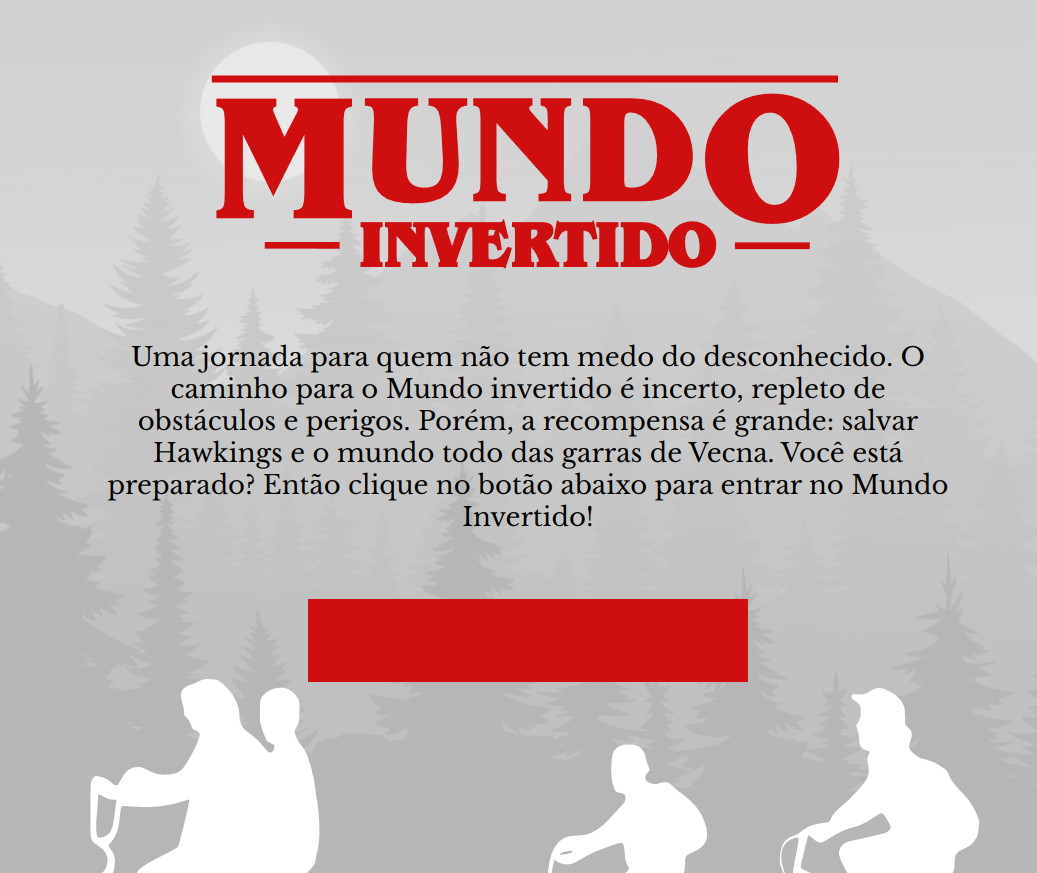 MUNDO
INVERTIDO
Uma jornada para quem não tem medo do desconhecido. O
caminho para o Mundo invertido é incerto, repleto de
obstáculos e perigos. Porém, a recompensa é grande: salvar
Hawkings e o mundo todo das garras de Vecna. Você está
preparado? Então clique no botão abaixo para entrar no Mundo
Invertido!